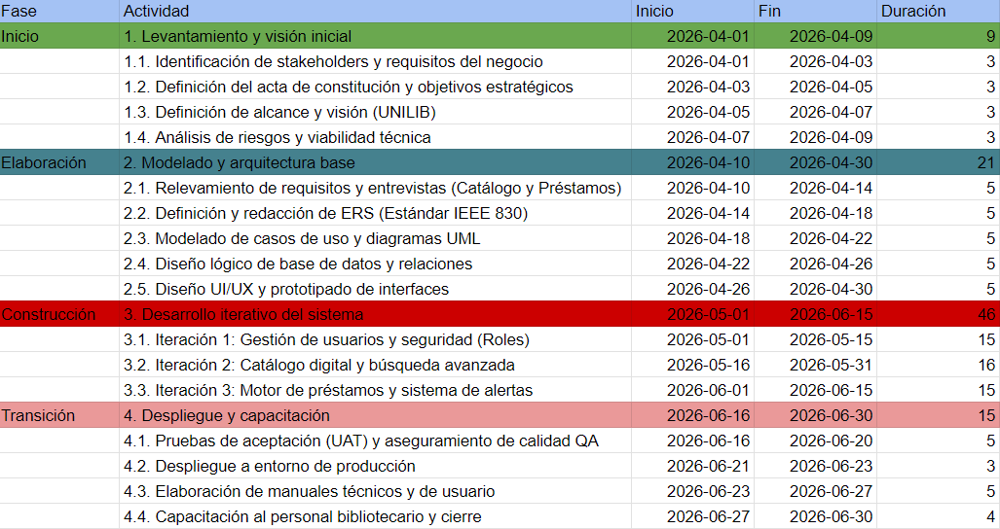 Fase Actividad Inicio Fin Duración
Inicio 1. Levantamiento y visión inicial 2026-04-01 2026-04-09 9
1.1. Identificación de stakeholders y requisitos del negocio 2026-04-01 2026-04-03 3
1.2. Definición del acta de constitución y objetivos estratégicos 2026-04-03 2026-04-05 3
1.3. Definición de alcance y visión (UNILIB) 2026-04-05 2026-04-07 3
1.4. Análisis de riesgos y viabilidad técnica 2026-04-07 2026-04-09 3
Elaboración 2. Modelado y arquitectura base 2026-04-10 2026-04-30 21
2.1. Relevamiento de requisitos y entrevistas (Catálogo y Préstamos) 2026-04-10 2026-04-14 5
2.2. Definición y redacción de ERS (Estándar IEEE 830) 2026-04-14 2026-04-18 5
2.3. Modelado de casos de uso y diagramas UML 2026-04-18 2026-04-22 5
2.4. Diseño lógico de base de datos y relaciones 2026-04-22 2026-04-26 5
2.5. Diseño UI/UX y prototipado de interfaces 2026-04-26 2026-04-30 5
Construcción 3. Desarrollo iterativo del sistema 2026-05-01 2026-06-15 46
3.1. Iteración 1: Gestión de usuarios y seguridad (Roles) 2026-05-01 2026-05-15 15
3.2. Iteración 2: Catálogo digital y búsqueda avanzada 2026-05-16 2026-05-31 16
3.3. Iteración 3: Motor de préstamos y sistema de alertas 2026-06-01 2026-06-15 15
Transición 4. Despliegue y capacitación 2026-06-16 2026-06-30 15
4.1. Pruebas de aceptación (UAT) y aseguramiento de calidad QA 2026-06-16 2026-06-20 5
4.2. Despliegue a entorno de producción 2026-06-21 2026-06-23 3
4.3. Elaboración de manuales técnicos y de usuario 2026-06-23 2026-06-27 5
4.4. Capacitación al personal bibliotecario y cierre 2026-06-27 2026-06-30 4